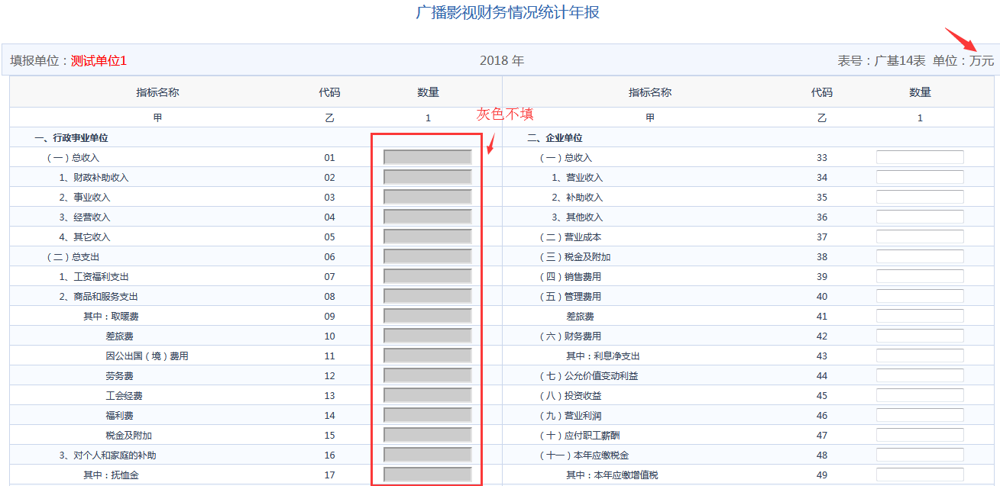 广播影视财务情况统计年报
填报单位：测试单位1 2018 年 表号：广基14表 单位：万元
指标名称 代码 数量 指标名称 代码 数量
甲 乙 1 甲 乙 1
灰色不填
一、行政事业单位 二、企业单位
（一）总收入 01 （一）总收入 33
1、财政补助收入 02 1、营业收入 34
2、事业收入 03 2、补助收入 35
3、经营收入 04 3、其他收入 36
4、其它收入 05 （二）营业成本 37
（二）总支出 06 （三）税金及附加 38
1、工资福利支出 07 （四）销售费用 39
2、商品和服务支出 08 （五）管理费用 40
其中：取暖费 09 差旅费 41
差旅费 10 （六）财务费用 42
因公出国（境）费用 11 其中：利息净支出 43
劳务费 12 （七）公允价值变动利益 44
工会经费 13 （八）投资收益 45
福利费 14 （九）营业利润 46
税金及附加 15 （十）应付职工薪酬 47
3、对个人和家庭的补助 16 （十一）本年应缴税金 48
其中：抚恤金 17 其中：本年应缴增值税 49